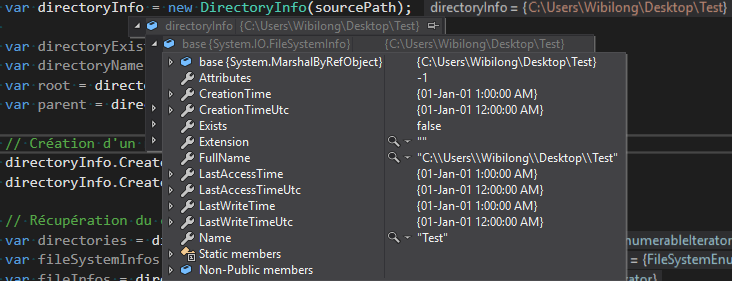 var directoryInfo = new DirectoryInfo(sourcePath); directoryInfo = {C:\Users\Wibilong\Desktop\Test}
directoryInfo {C:\Users\Wibilong\Desktop\Test}
var directoryExis
base {System.IO.FileSystemInfo} {C:\Users\Wibilong\Desktop\Test}
var directoryName
base {System.MarshalByRefObject} {C:\Users\Wibilong\Desktop\Test}
Attributes -1
var root = direct
CreationTime {01-Jan-01 1:00:00 AM}
var parent = dire
CreationTimeUtc {01-Jan-01 12:00:00 AM}
Exists false
// Création d'un
Extension ""
directoryInfo.Create
FullName "C:\\Users\\Wibilong\\Desktop\\Test"
LastAccessTime {01-Jan-01 1:00:00 AM}
directoryInfo.Create
LastAccessTimeUtc {01-Jan-01 12:00:00 AM}
LastWriteTime {01-Jan-01 1:00:00 AM}
// Récupération du
LastWriteTimeUtc {01-Jan-01 12:00:00 AM}
var directories = di
Name "Test"
numerableIterator
var fileSystemInfos
Static members
= {FileSystemEnu
var fileInfos = dire
Non-Public members